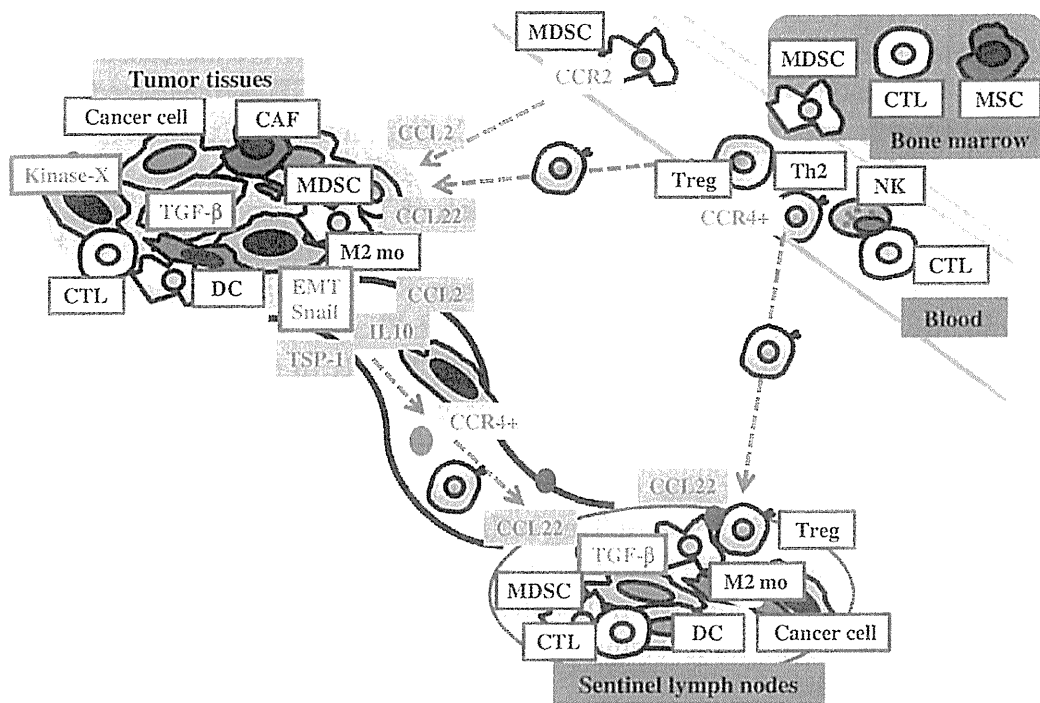 Tumor tissues
Cancer cell
CAF
Kinase-X
TGF-β
MDSC
M2 mo
CTL
DC
EMT
Snail
CCL2
CCL22
CCL2
IL10
TSP-1
CCR4+
CCL22
MDSC
CCR2
Treg
Th2
CCR4+
NK
CTL
Blood
MDSC
CTL
MSC
Bone marrow
CCL22
Treg
TGF-β
MDSC
M2 mo
CTL
DC
Cancer cell
Sentinel lymph nodes